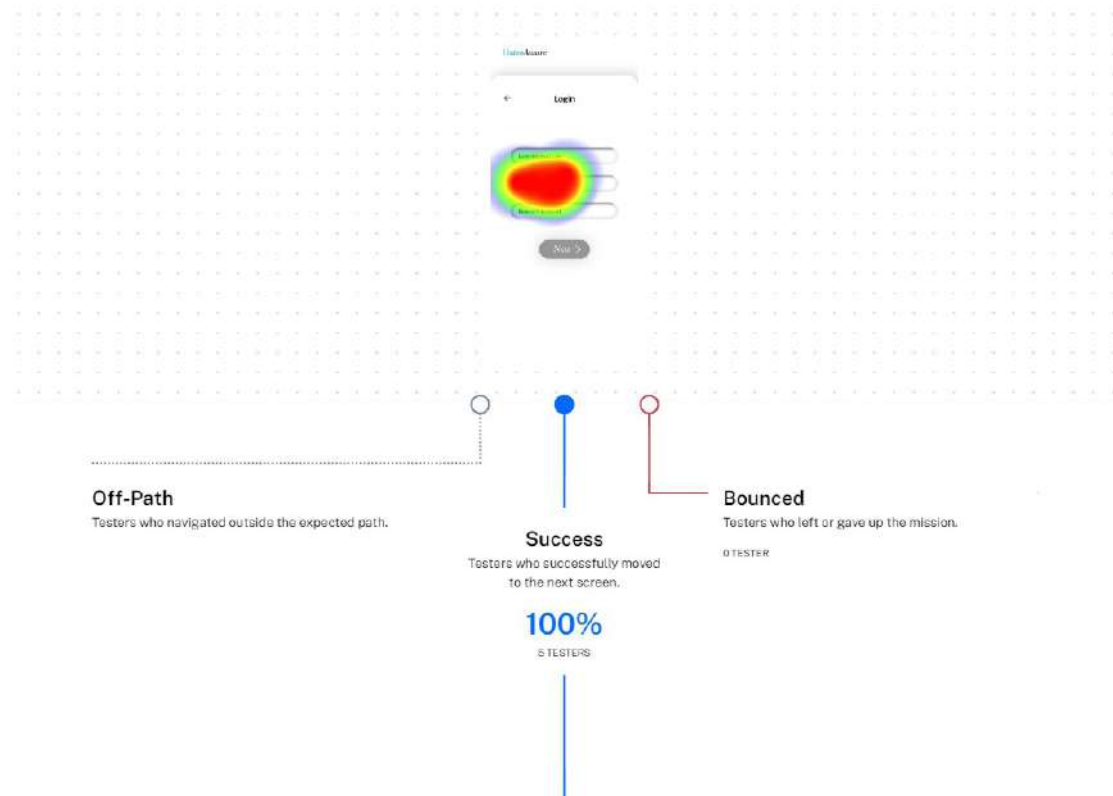 Login
Off-Path
Testers who navigated outside the expected path.
Success
Testers who successfully moved
to the next screen.
100%
5 TESTERS
Bounced
Testers who left or gave up the mission.
0 TESTER